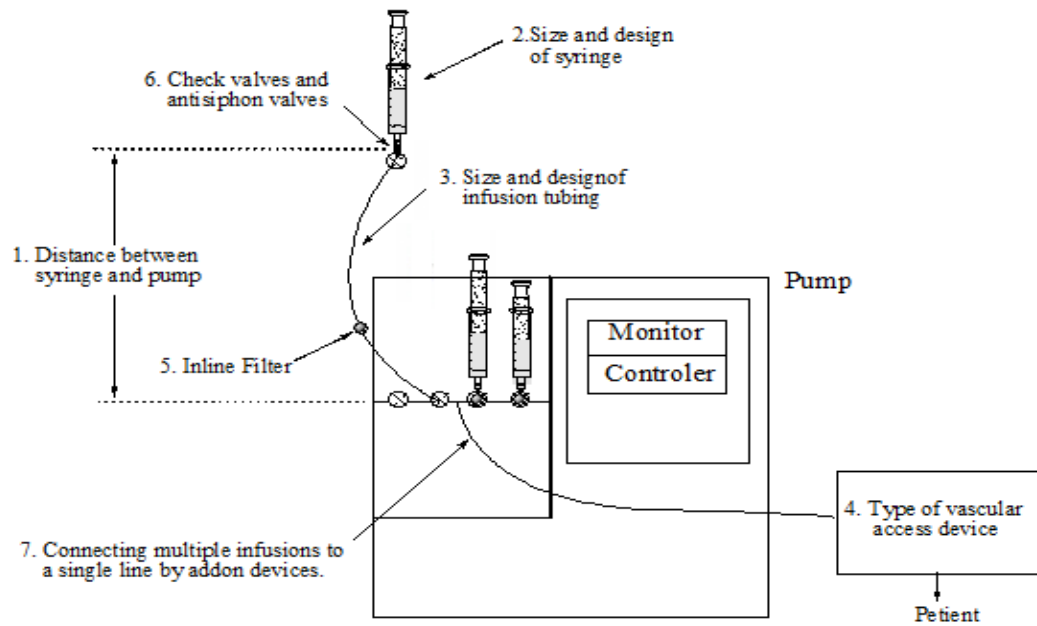 2.Size and design
of syringe
6. Check valves and
antisiphon valves
3. Size and designof
infusion tubing
1. Distance between
syringe and pump
Pump
Monitor
Controler
5. Inline Filter
4. Type of vascular
access device
7. Connecting multiple infusions to
a single line by addon devices.
Petient